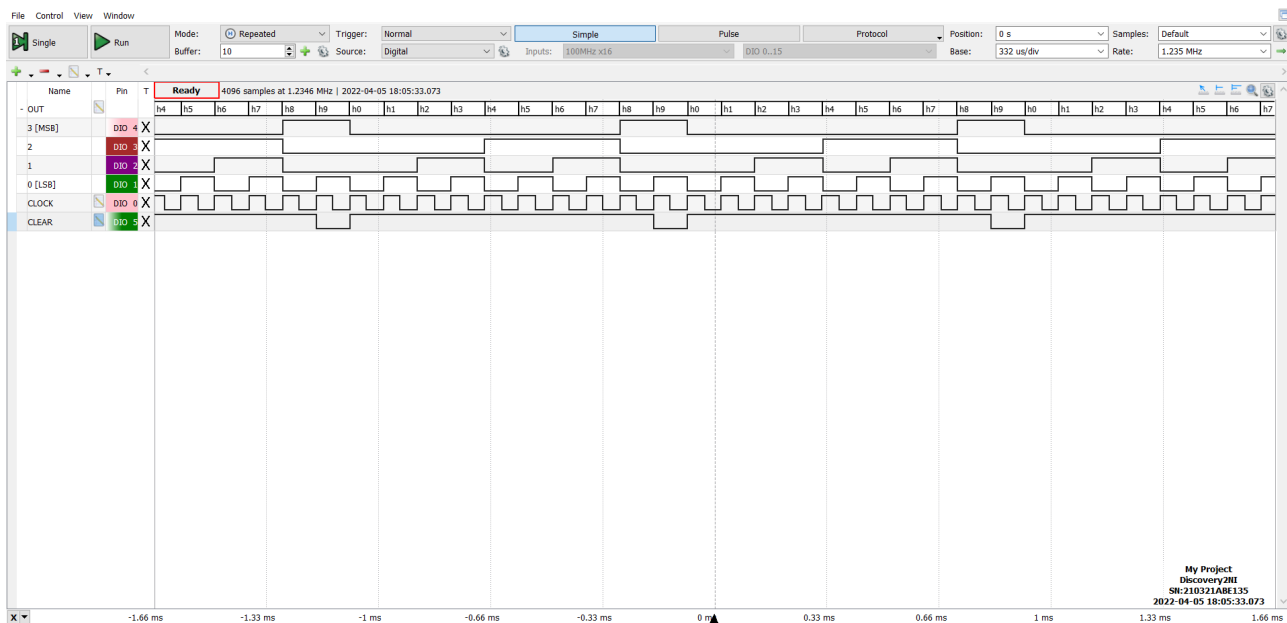 File Control View Window
Single Run Mode: Repeated Trigger: Normal Simple Pulse Protocol Position: 0 s Samples: Default
Buffer: 10 Source: Digital Inputs: 100MHz x16 DIO 0..15 Base: 332 us/div Rate: 1.235 MHz
Name Pin T Ready 4096 samples at 1.2346 MHz | 2022-04-05 18:05:33.073
- OUT h4 h5 h6 h7 h8 h9 h0 h1 h2 h3 h4 h5 h6 h7 h8 h9 h0 h1 h2 h3 h4 h5 h6 h7 h8 h9 h0 h1 h2 h3 h4 h5 h6 h7
3 [MSB] DIO 4 X
2 DIO 3 X
1 DIO 2 X
0 [LSB] DIO 1 X
CLOCK DIO 0 X
CLEAR DIO 5 X
My Project
Discovery2NI
SN:210321ABE135
2022-04-05 18:05:33.073
X -1.66 ms -1.33 ms -1 ms -0.66 ms -0.33 ms 0 ms 0.33 ms 0.66 ms 1 ms 1.33 ms 1.66 ms